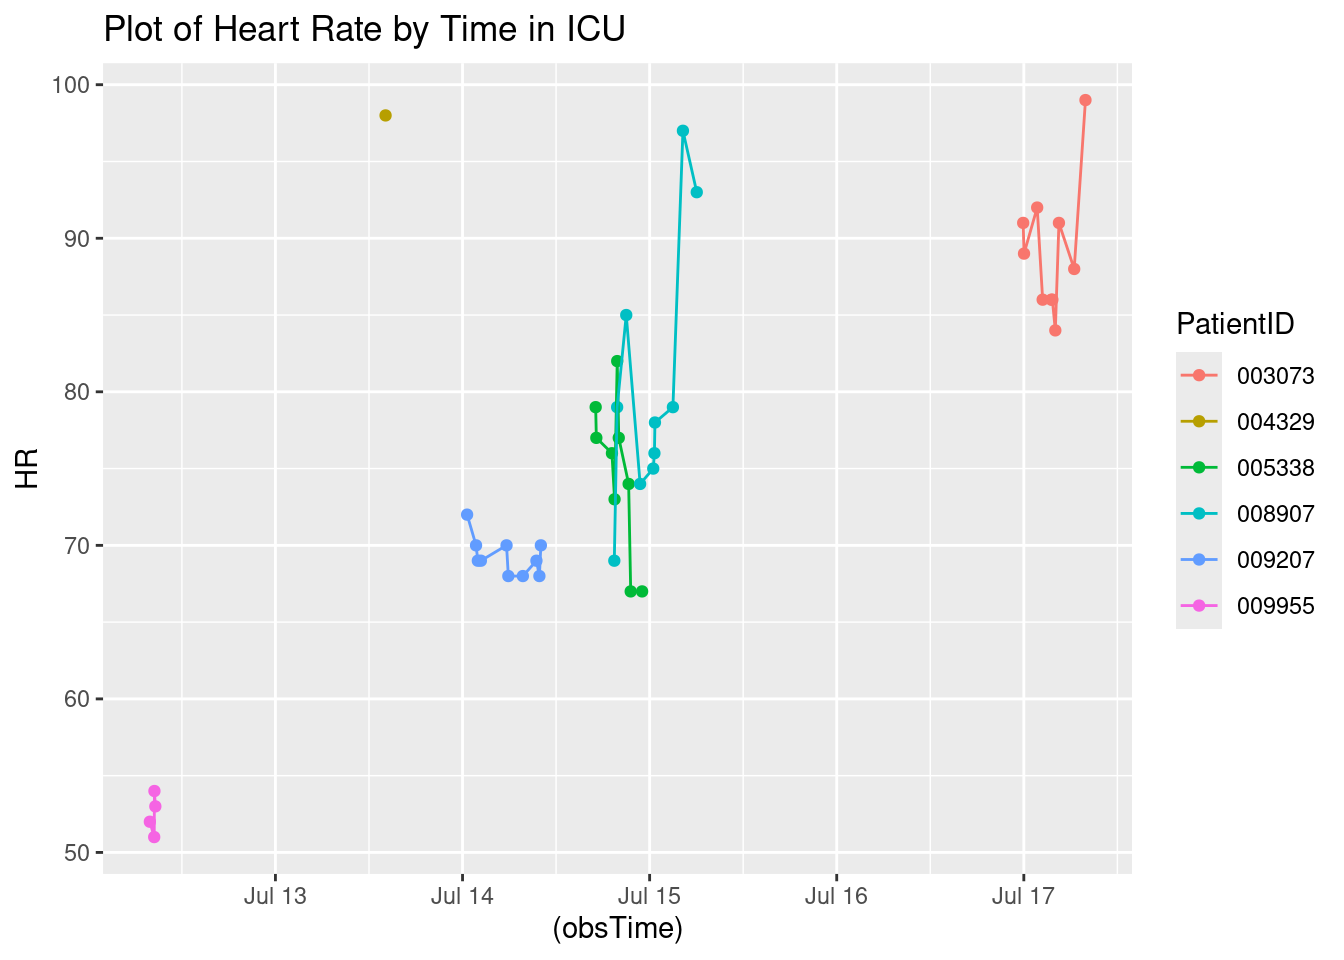 Plot of Heart Rate by Time in ICU
100
90
80
70
60
50
HR
Jul 13
Jul 14
Jul 15
Jul 16
Jul 17
(obsTime)
PatientID
003073
004329
005338
008907
009207
009955